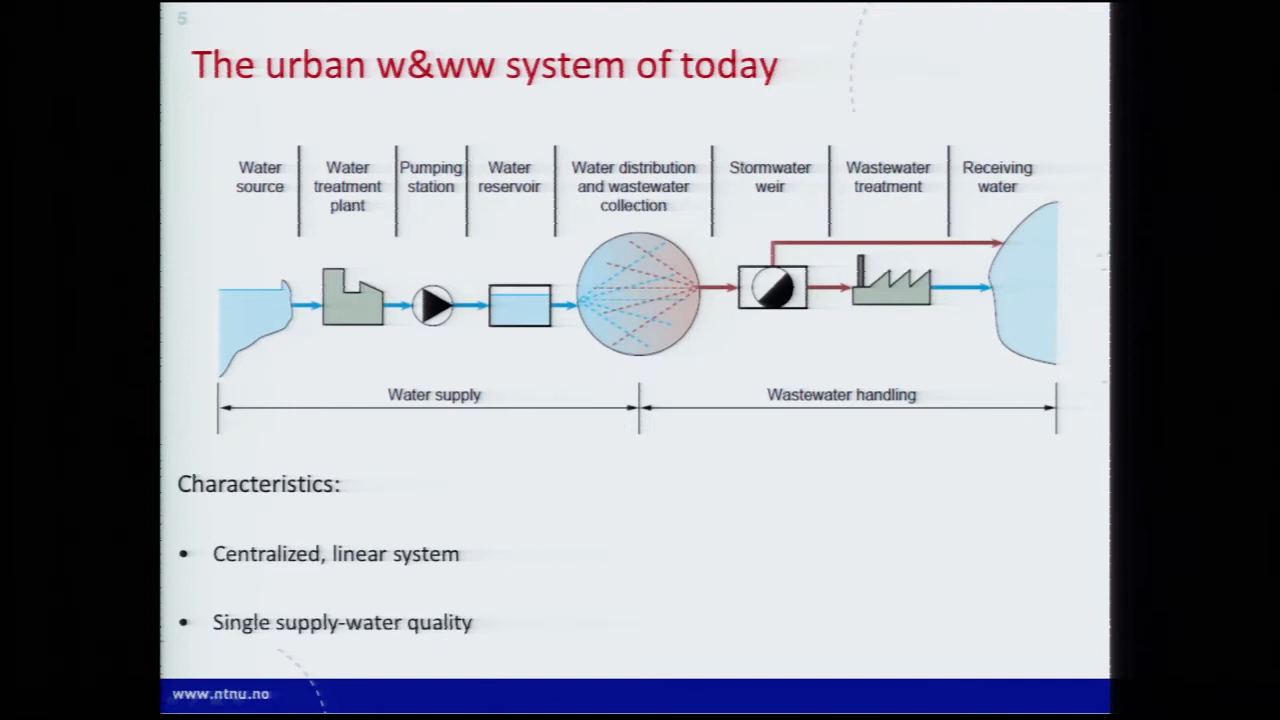 5
The urban w&ww system of today
Water
source
Water
treatment
plant
Pumping
station
Water
reservoir
Water distribution
and wastewater
collection
Stormwater
weir
Wastewater
treatment
Receiving
water
Water supply
Wastewater handling
Characteristics:
• Centralized, linear system
• Single supply-water quality
www.ntnu.no